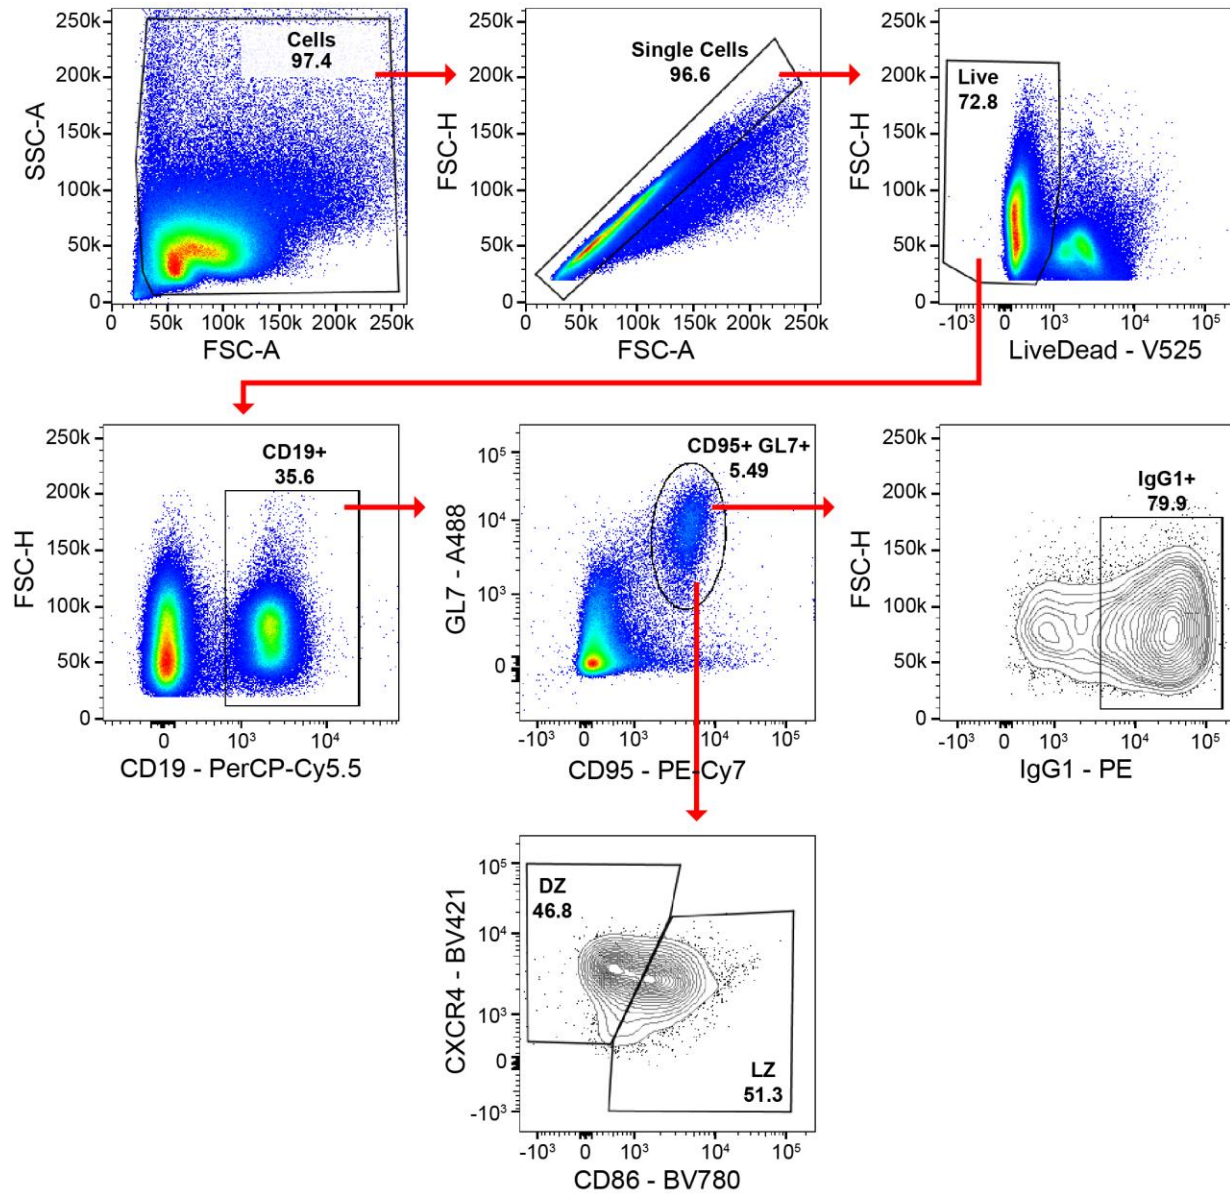 Cells
97.4
SSC-A
250k
200k
150k
100k
50k
0
0 50k 100k 150k 200k 250k
FSC-A
Single Cells
96.6
FSC-H
250k
200k
150k
100k
50k
0
0 50k 100k 150k 200k 250k
FSC-A
Live
72.8
FSC-H
250k
200k
150k
100k
50k
0
-10³ 0 10³ 10⁴ 10⁵
LiveDead - V525
CD19+
35.6
FSC-H
250k
200k
150k
100k
50k
0
0 10³ 10⁴
CD19 - PerCP-Cy5.5
CD95+ GL7+
5.49
GL7 - A488
10⁵
10⁴
10³
0
-10³ 0 10³ 10⁴ 10⁵
CD95 - PE-Cy7
IgG1+
79.9
FSC-H
250k
200k
150k
100k
50k
0
-10³ 0 10³ 10⁴ 10⁵
IgG1 - PE
DZ
46.8
LZ
51.3
CXCR4 - BV421
10⁵
10⁴
10³
0
-10³
-10³ 0 10³ 10⁴ 10⁵
CD86 - BV780